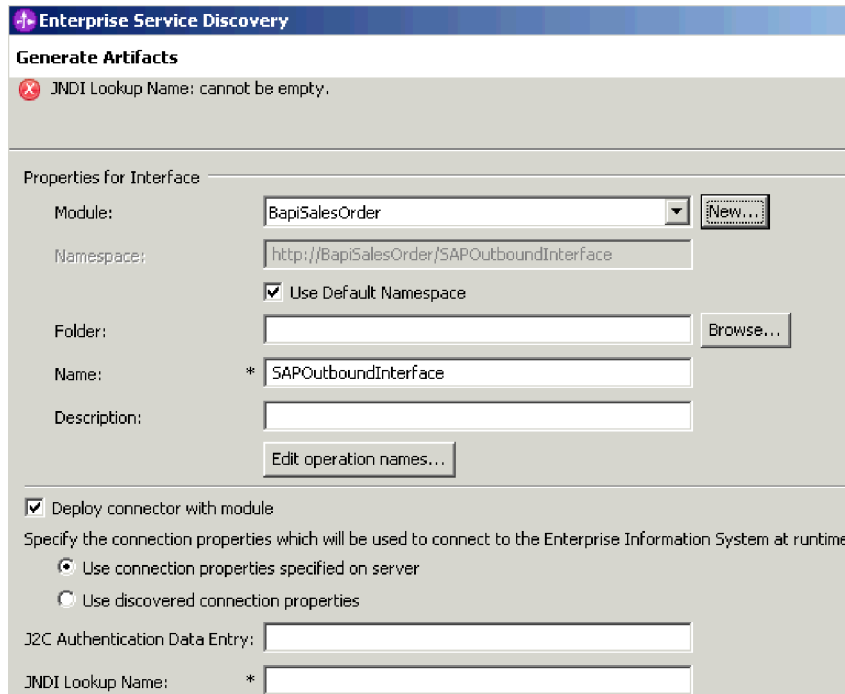 Enterprise Service Discovery
Generate Artifacts
JNDI Lookup Name: cannot be empty.
Properties for Interface
Module: BapiSalesOrder New...
Namespace: http://BapiSalesOrder/SAPOutboundInterface
Use Default Namespace
Folder: Browse...
Name: * SAPOutboundInterface
Description:
Edit operation names...
Deploy connector with module
Specify the connection properties which will be used to connect to the Enterprise Information System at runtime
Use connection properties specified on server
Use discovered connection properties
J2C Authentication Data Entry:
JNDI Lookup Name: *